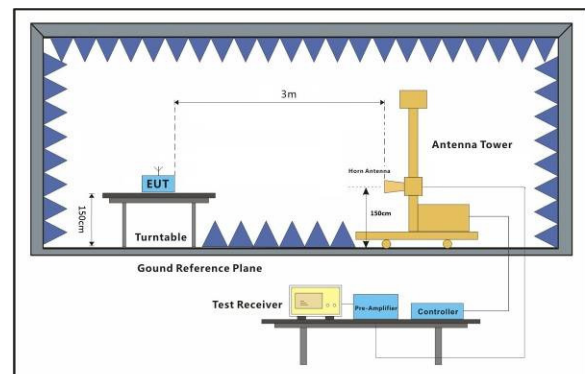 3m
Antenna Tower
Horn Antenna
EUT
150cm
150cm
Turntable
Gound Reference Plane
Test Receiver
Pre-Amplifier
Controller